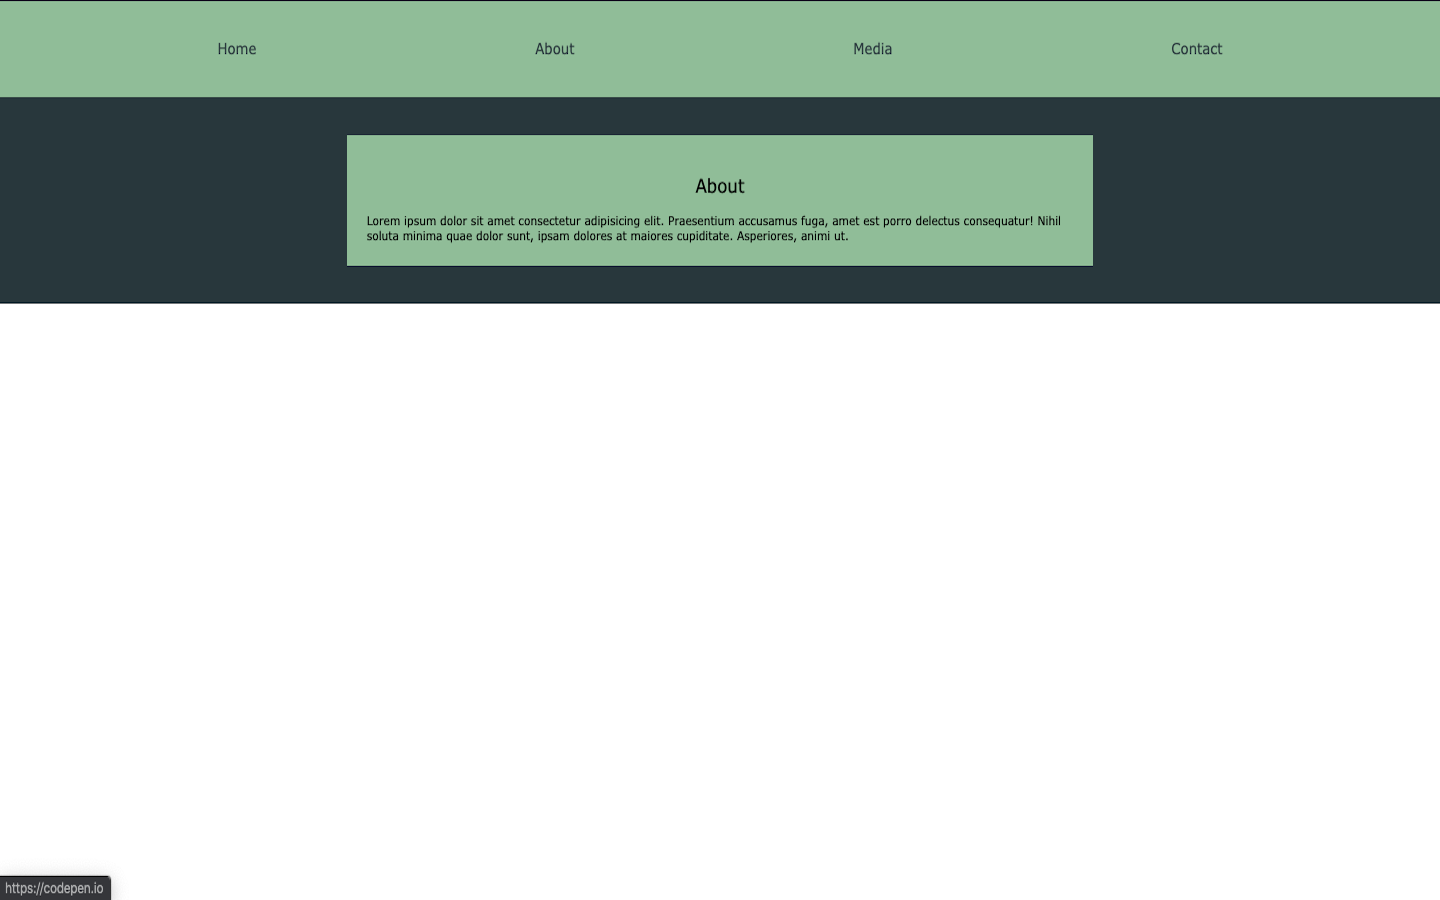 Home About Media Contact
About
Lorem ipsum dolor sit amet consectetur adipisicing elit. Praesentium accusamus fuga, amet est porro delectus consequatur! Nihil
soluta minima quae dolor sunt, ipsam dolores at maiores cupiditate. Asperiores, animi ut.
https://codepen.io